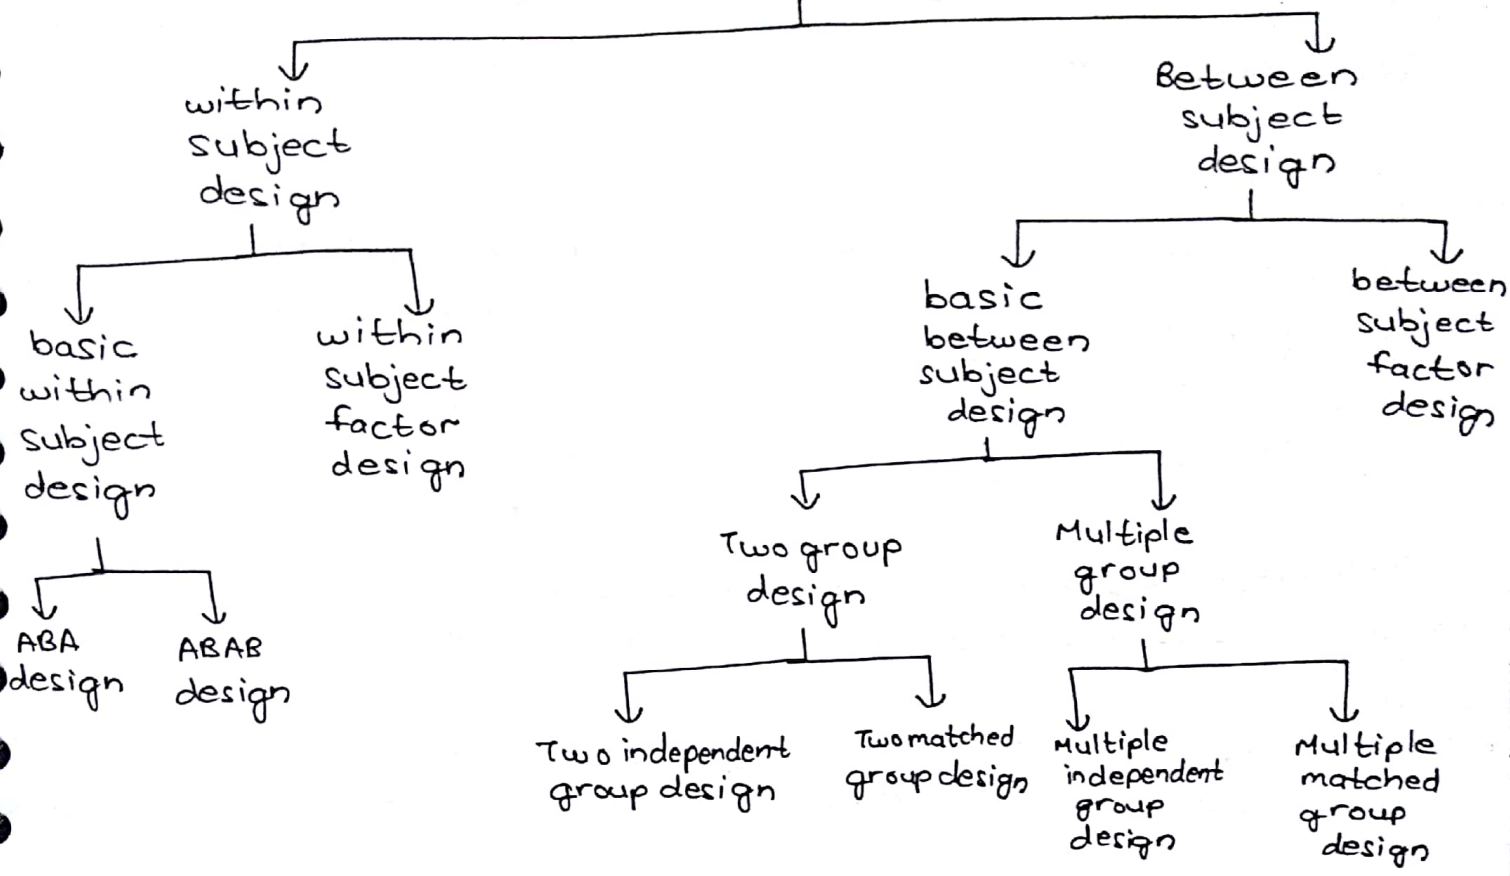 within
subject
design
Between
subject
design
basic
within
subject
design
within
subject
factor
design
basic
between
subject
design
between
subject
factor
design
ABA
design
ABAB
design
Two group
design
Multiple
group
design
Two independent
group design
Two matched
group design
Multiple
independent
group
design
Multiple
matched
group
design